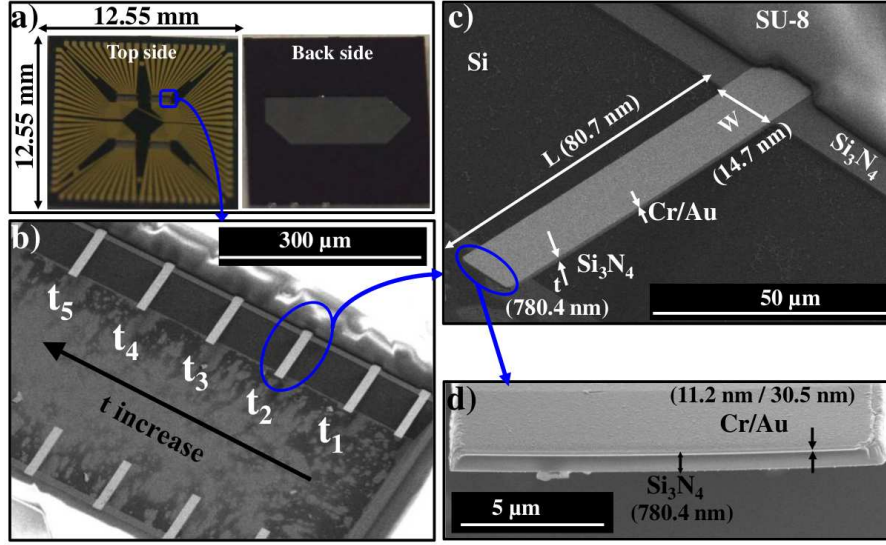 a)
12.55 mm
12.55 mm
Top side
Back side
b)
300 µm
t₅
t₄
t₃
t₂
t₁
t increase
c)
Si
SU-8
L (80.7 nm)
W
(14.7 nm)
Si₃N₄
Cr/Au
Si₃N₄
t
(780.4 nm)
50 µm
d)
(11.2 nm / 30.5 nm)
Cr/Au
Si₃N₄
(780.4 nm)
5 µm